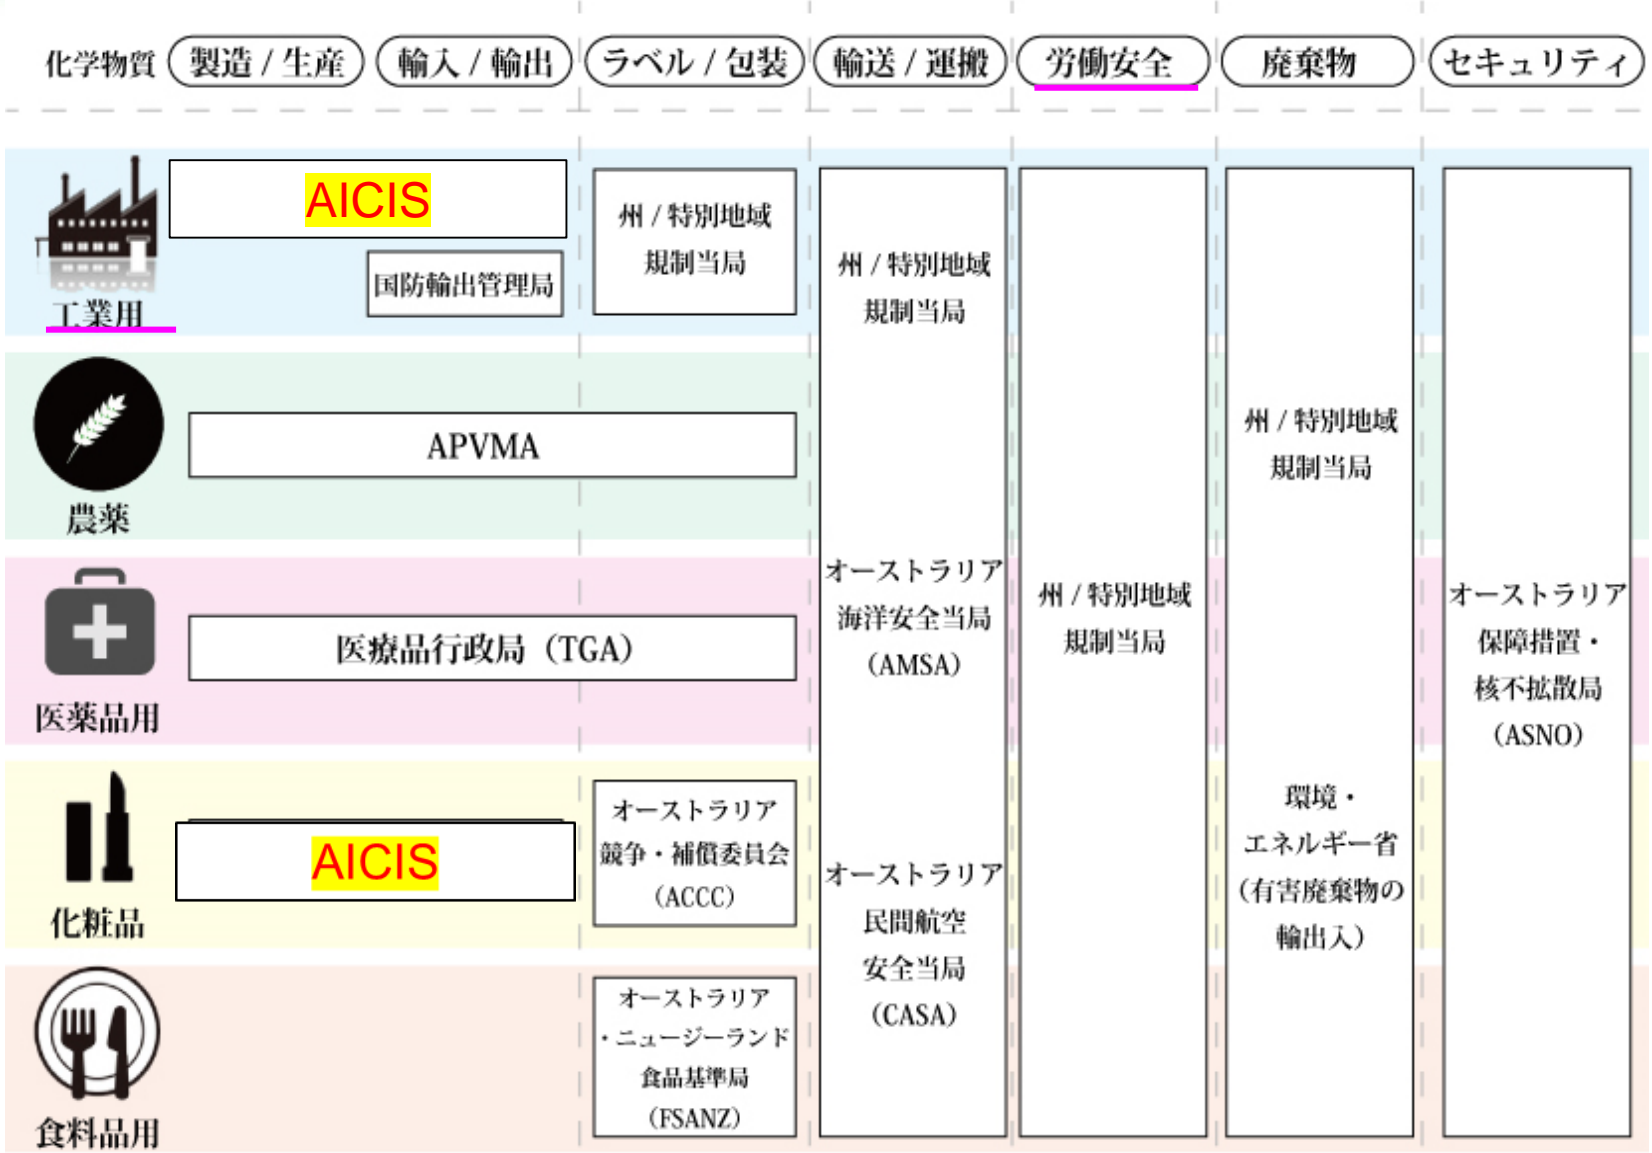 化学物質 製造 / 生産 輸入 / 輸出 ラベル / 包装 輸送 / 運搬 労働安全 廃棄物 セキュリティ
工業用
AICIS
国防輸出管理局
州 / 特別地域
規制当局
農薬
APVMA
医薬品用
医療品行政局（TGA）
化粧品
AICIS
オーストラリア
競争・補償委員会
（ACCC）
食料品用
オーストラリア
・ニュージーランド
食品基準局
（FSANZ）
州 / 特別地域
規制当局
オーストラリア
海洋安全当局
（AMSA）
オーストラリア
民間航空
安全当局
（CASA）
州 / 特別地域
規制当局
州 / 特別地域
規制当局
環境・
エネルギー省
（有害廃棄物の
輸出入）
オーストラリア
保障措置・
核不拡散局
（ASNO）